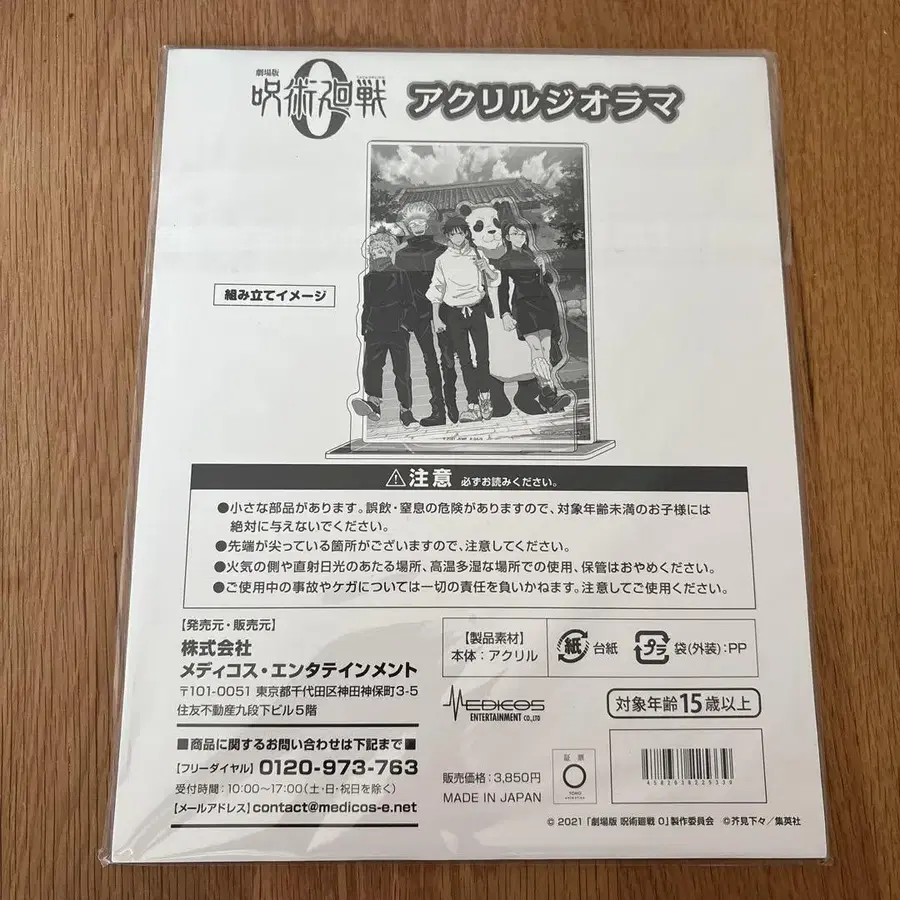 劇場版
呪術廻戦 0
アクリルジオラマ
組み立てイメージ
注意 必ずお読みください。
●小さな部品があります。誤飲・窒息の危険がありますので、対象年齢未満のお子様には
絶対に与えないでください。
●先端が尖っている箇所がございますので、注意してください。
●火気の側や直射日光のあたる場所、高温多湿な場所での使用、保管はおやめください。
●ご使用中の事故やケガについては一切の責任を負いかねます。注意してご使用ください。
【発売元・販売元】
株式会社
メディコス・エンタテインメント
〒101-0051 東京都千代田区神田神保町3-5
住友不動産九段下ビル5階
■商品に関するお問い合わせは下記まで■
【フリーダイヤル】0120-973-763
受付時間：10:00～17:00(土・日・祝日を除く)
【メールアドレス】contact@medicos-e.net
【製品素材】
本体：アクリル
紙 台紙
プラ 袋(外装)：PP
MEDICOS
ENTERTAINMENT CO.,LTD
対象年齢15歳以上
販売価格：3,850円
MADE IN JAPAN
証票
TOHO
© 2021「劇場版 呪術廻戦 0」製作委員会 ©芥見下々／集英社